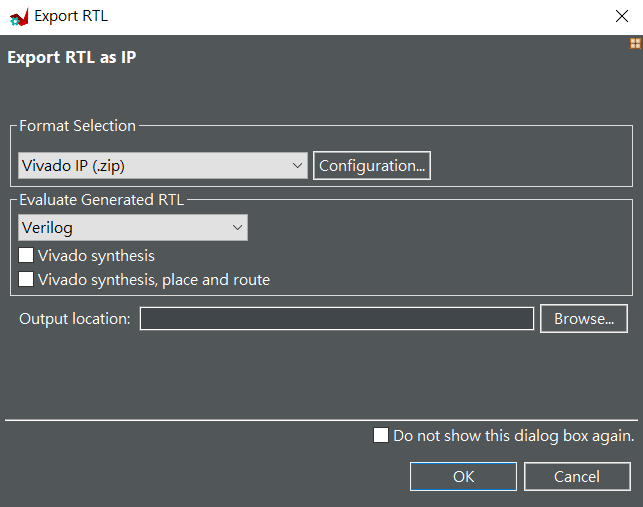 Export RTL
Export RTL as IP
Format Selection
Vivado IP (.zip)
Configuration...
Evaluate Generated RTL
Verilog
Vivado synthesis
Vivado synthesis, place and route
Output location:
Browse...
Do not show this dialog box again.
OK
Cancel